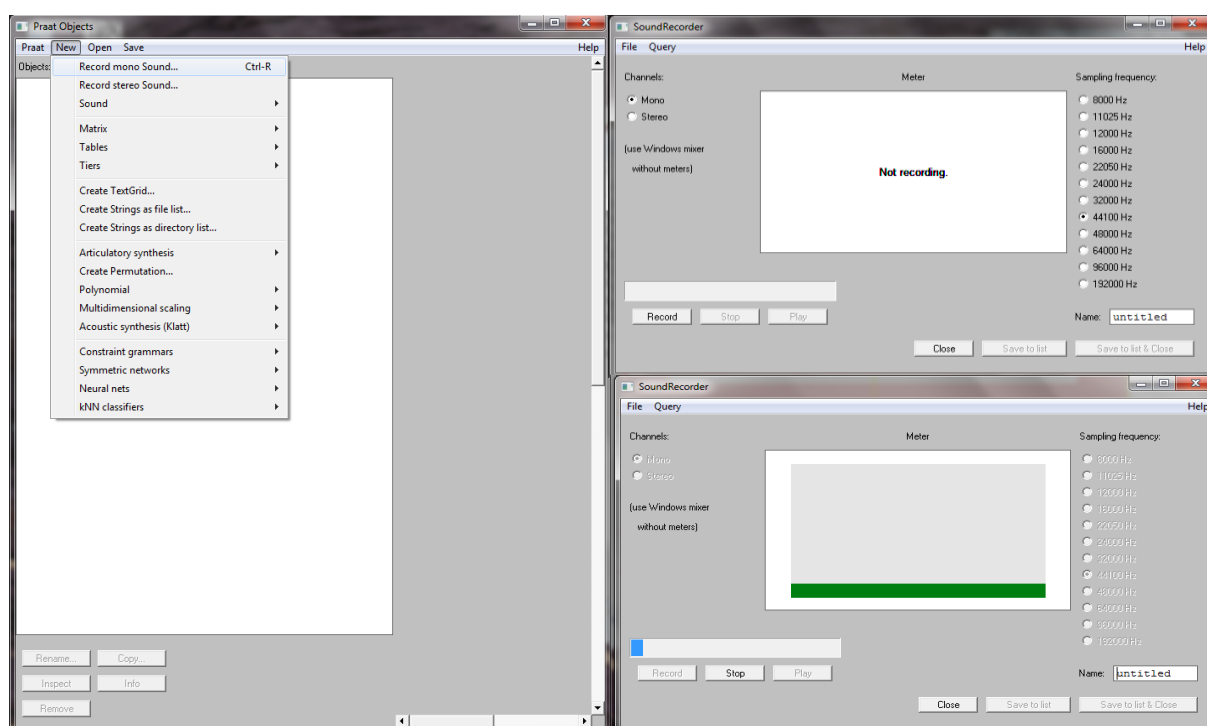 Praat Objects
Praat New Open Save Help
Objects:
Record mono Sound... Ctrl-R
Record stereo Sound...
Sound
Matrix
Tables
Tiers
Create TextGrid...
Create Strings as file list...
Create Strings as directory list...
Articulatory synthesis
Create Permutation...
Polynomial
Multidimensional scaling
Acoustic synthesis (Klatt)
Constraint grammars
Symmetric networks
Neural nets
kNN classifiers
Rename... Copy...
Inspect Info
Remove
SoundRecorder
File Query Help
Channels: Meter Sampling frequency:
Mono
Stereo
(use Windows mixer
without meters)
Not recording.
8000 Hz
11025 Hz
12000 Hz
16000 Hz
22050 Hz
24000 Hz
32000 Hz
44100 Hz
48000 Hz
64000 Hz
96000 Hz
192000 Hz
Record Stop Play
Name: untitled
Close Save to list Save to list & Close
SoundRecorder
File Query Help
Channels: Meter Sampling frequency:
Mono
Stereo
(use Windows mixer
without meters)
8000 Hz
11025 Hz
12000 Hz
16000 Hz
22050 Hz
24000 Hz
32000 Hz
44100 Hz
48000 Hz
64000 Hz
96000 Hz
192000 Hz
Record Stop Play
Name: untitled
Close Save to list Save to list & Close